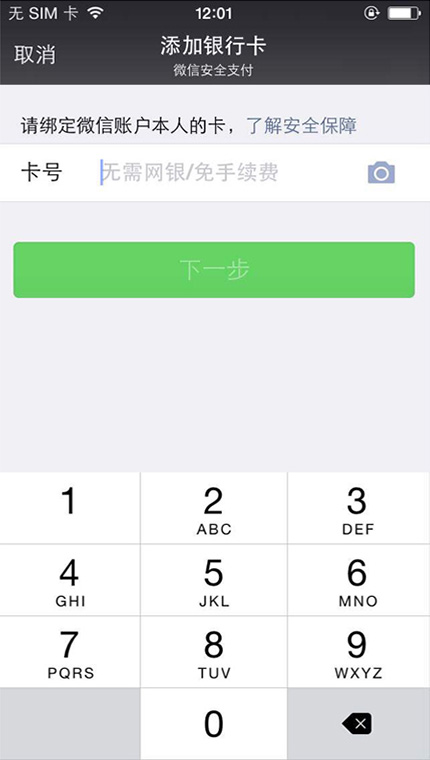 无 SIM 卡 12:01
取消 添加银行卡
微信安全支付
请绑定微信账户本人的卡，了解安全保障
卡号 无需网银/免手续费
下一步
1 2 3
ABC DEF
4 5 6
GHI JKL MNO
7 8 9
PQRS TUV WXYZ
0